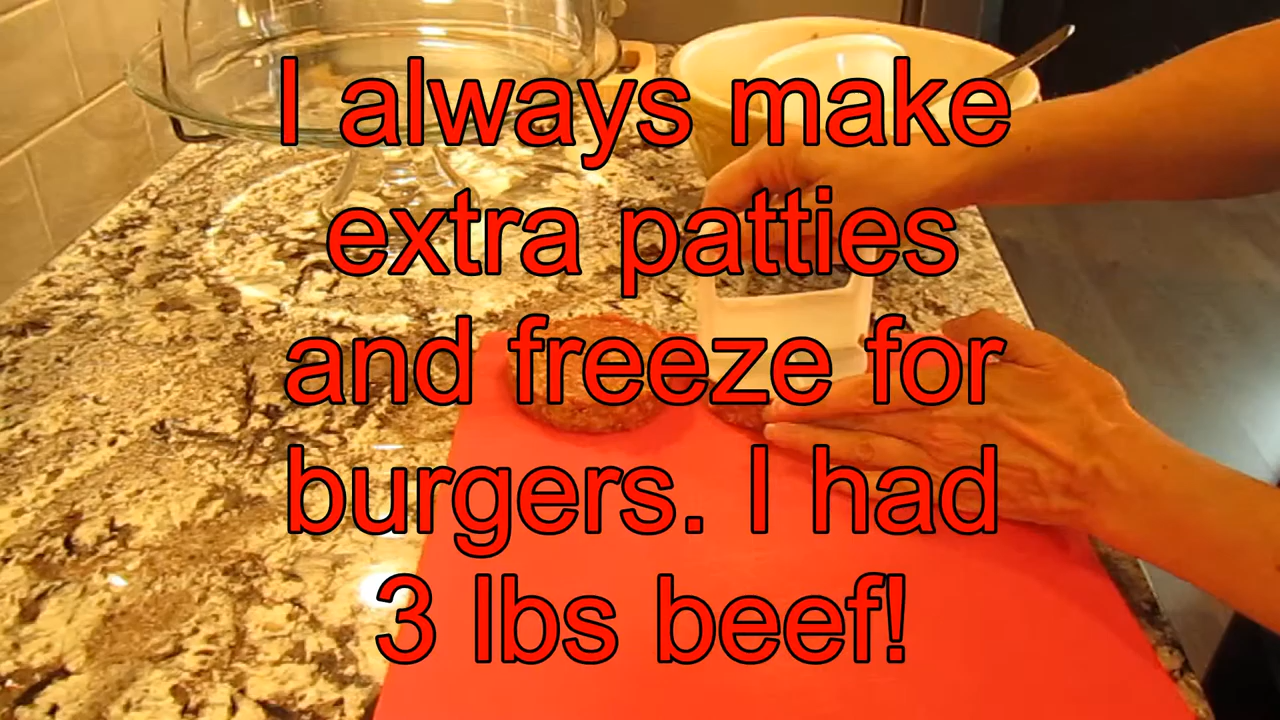 I always make
extra patties
and freeze for
burgers. I had
3 lbs beef!